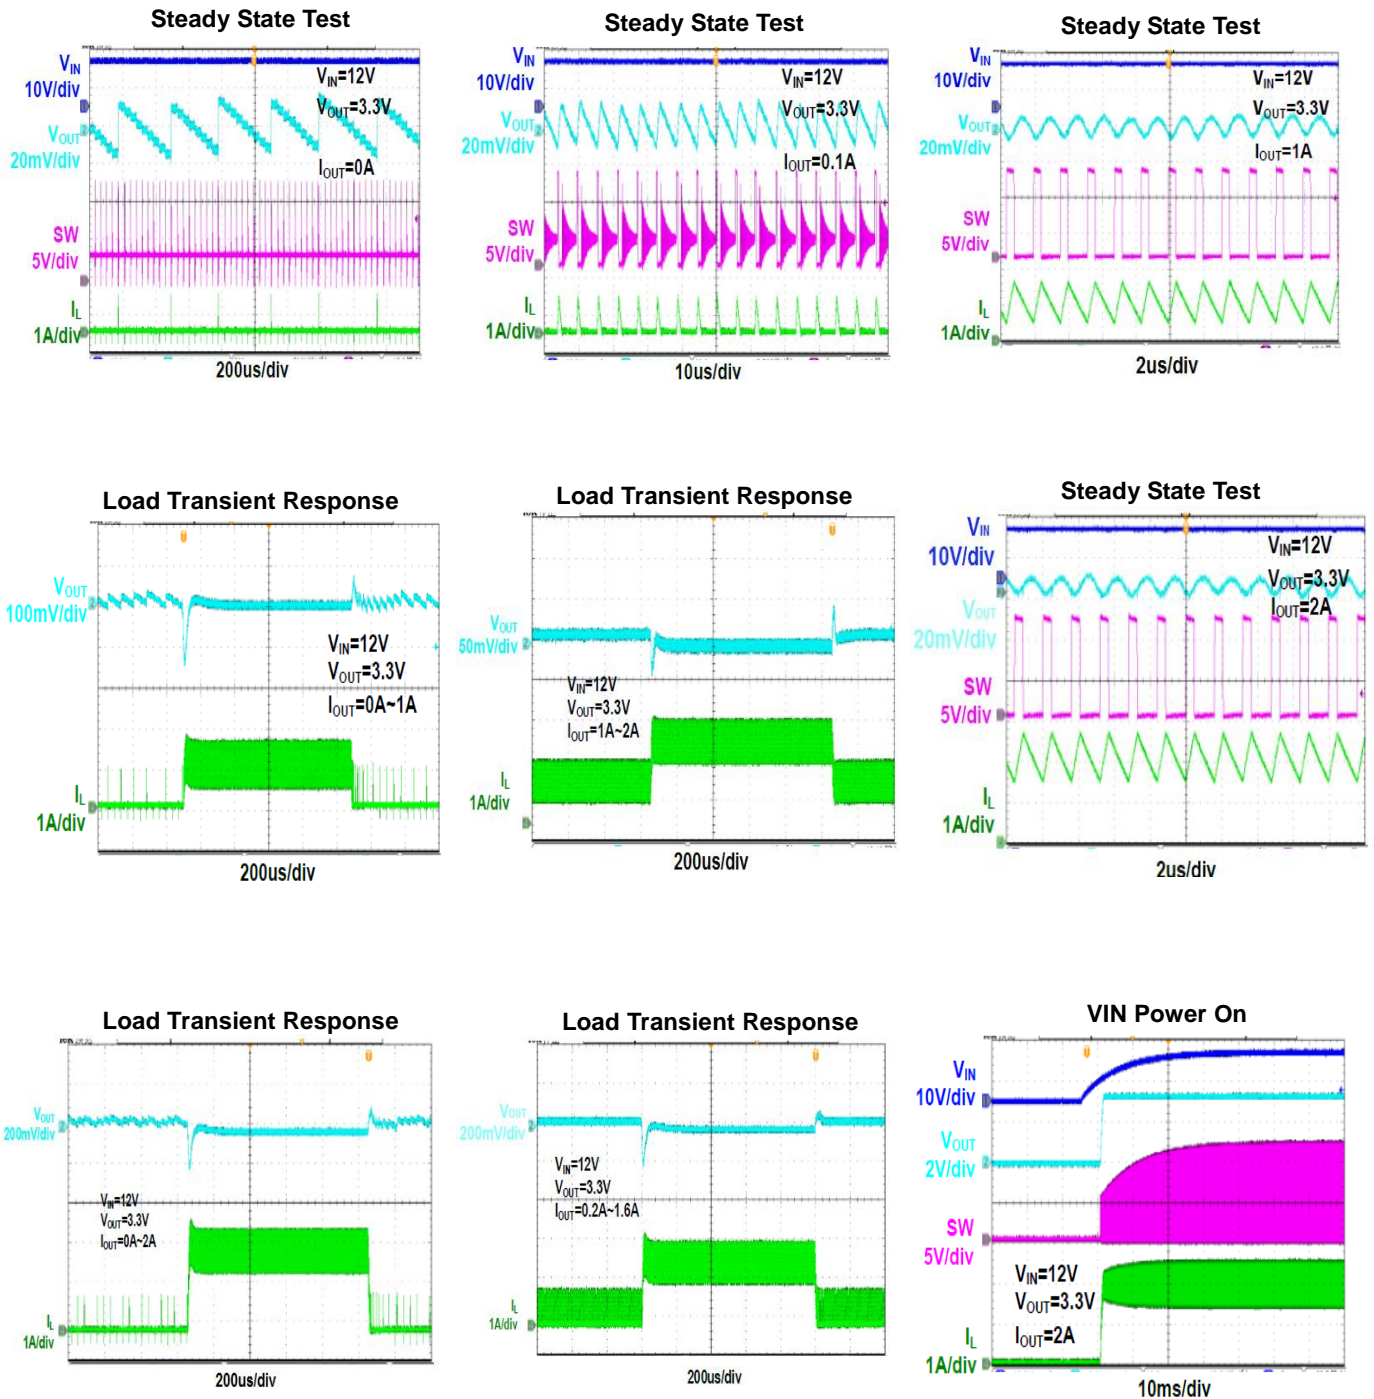 Steady State Test
VIN
10V/div
VIN=12V
VOUT=3.3V
VOUT
20mV/div
IOUT=0A
SW
5V/div
IL
1A/div
200us/div
Steady State Test
VIN
10V/div
VIN=12V
VOUT=3.3V
VOUT
20mV/div
IOUT=0.1A
SW
5V/div
IL
1A/div
10us/div
Steady State Test
VIN
10V/div
VIN=12V
VOUT=3.3V
VOUT
20mV/div
IOUT=1A
SW
5V/div
IL
1A/div
2us/div
Load Transient Response
VOUT
100mV/div
VIN=12V
VOUT=3.3V
IOUT=0A~1A
IL
1A/div
200us/div
Load Transient Response
VOUT
50mV/div
VIN=12V
VOUT=3.3V
IOUT=1A~2A
IL
1A/div
200us/div
Steady State Test
VIN
10V/div
VIN=12V
VOUT=3.3V
IOUT=2A
VOUT
20mV/div
SW
5V/div
IL
1A/div
2us/div
Load Transient Response
VOUT
200mV/div
VIN=12V
VOUT=3.3V
IOUT=0A~2A
IL
1A/div
200us/div
Load Transient Response
VOUT
200mV/div
VIN=12V
VOUT=3.3V
IOUT=0.2A~1.6A
IL
1A/div
200us/div
VIN Power On
VIN
10V/div
VOUT
2V/div
SW
5V/div
VIN=12V
VOUT=3.3V
IOUT=2A
IL
1A/div
10ms/div